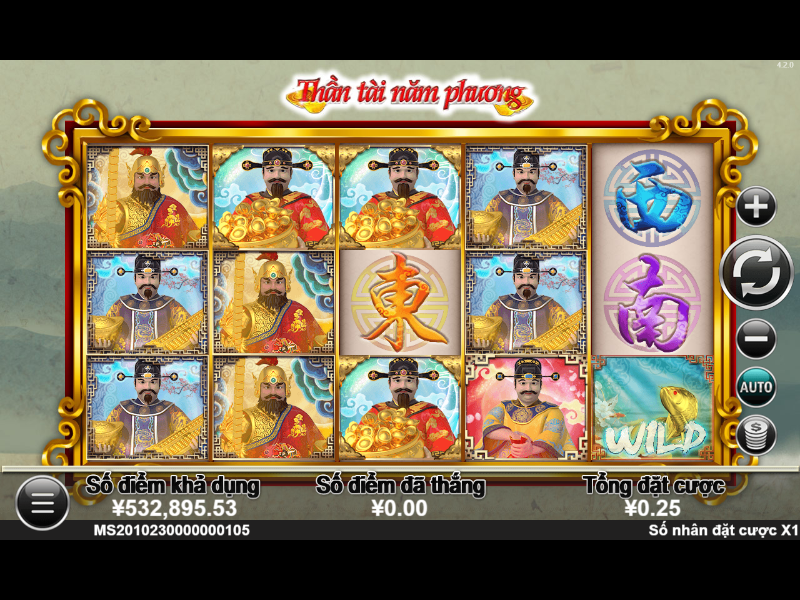 4.2.0
Thần tài năm phương
西
東
南
WILD
AUTO
Số điểm khả dụng
¥532,895.53
Số điểm đã thắng
¥0.00
Tổng đặt cược
¥0.25
MS2010230000000105
Số nhân đặt cược X1